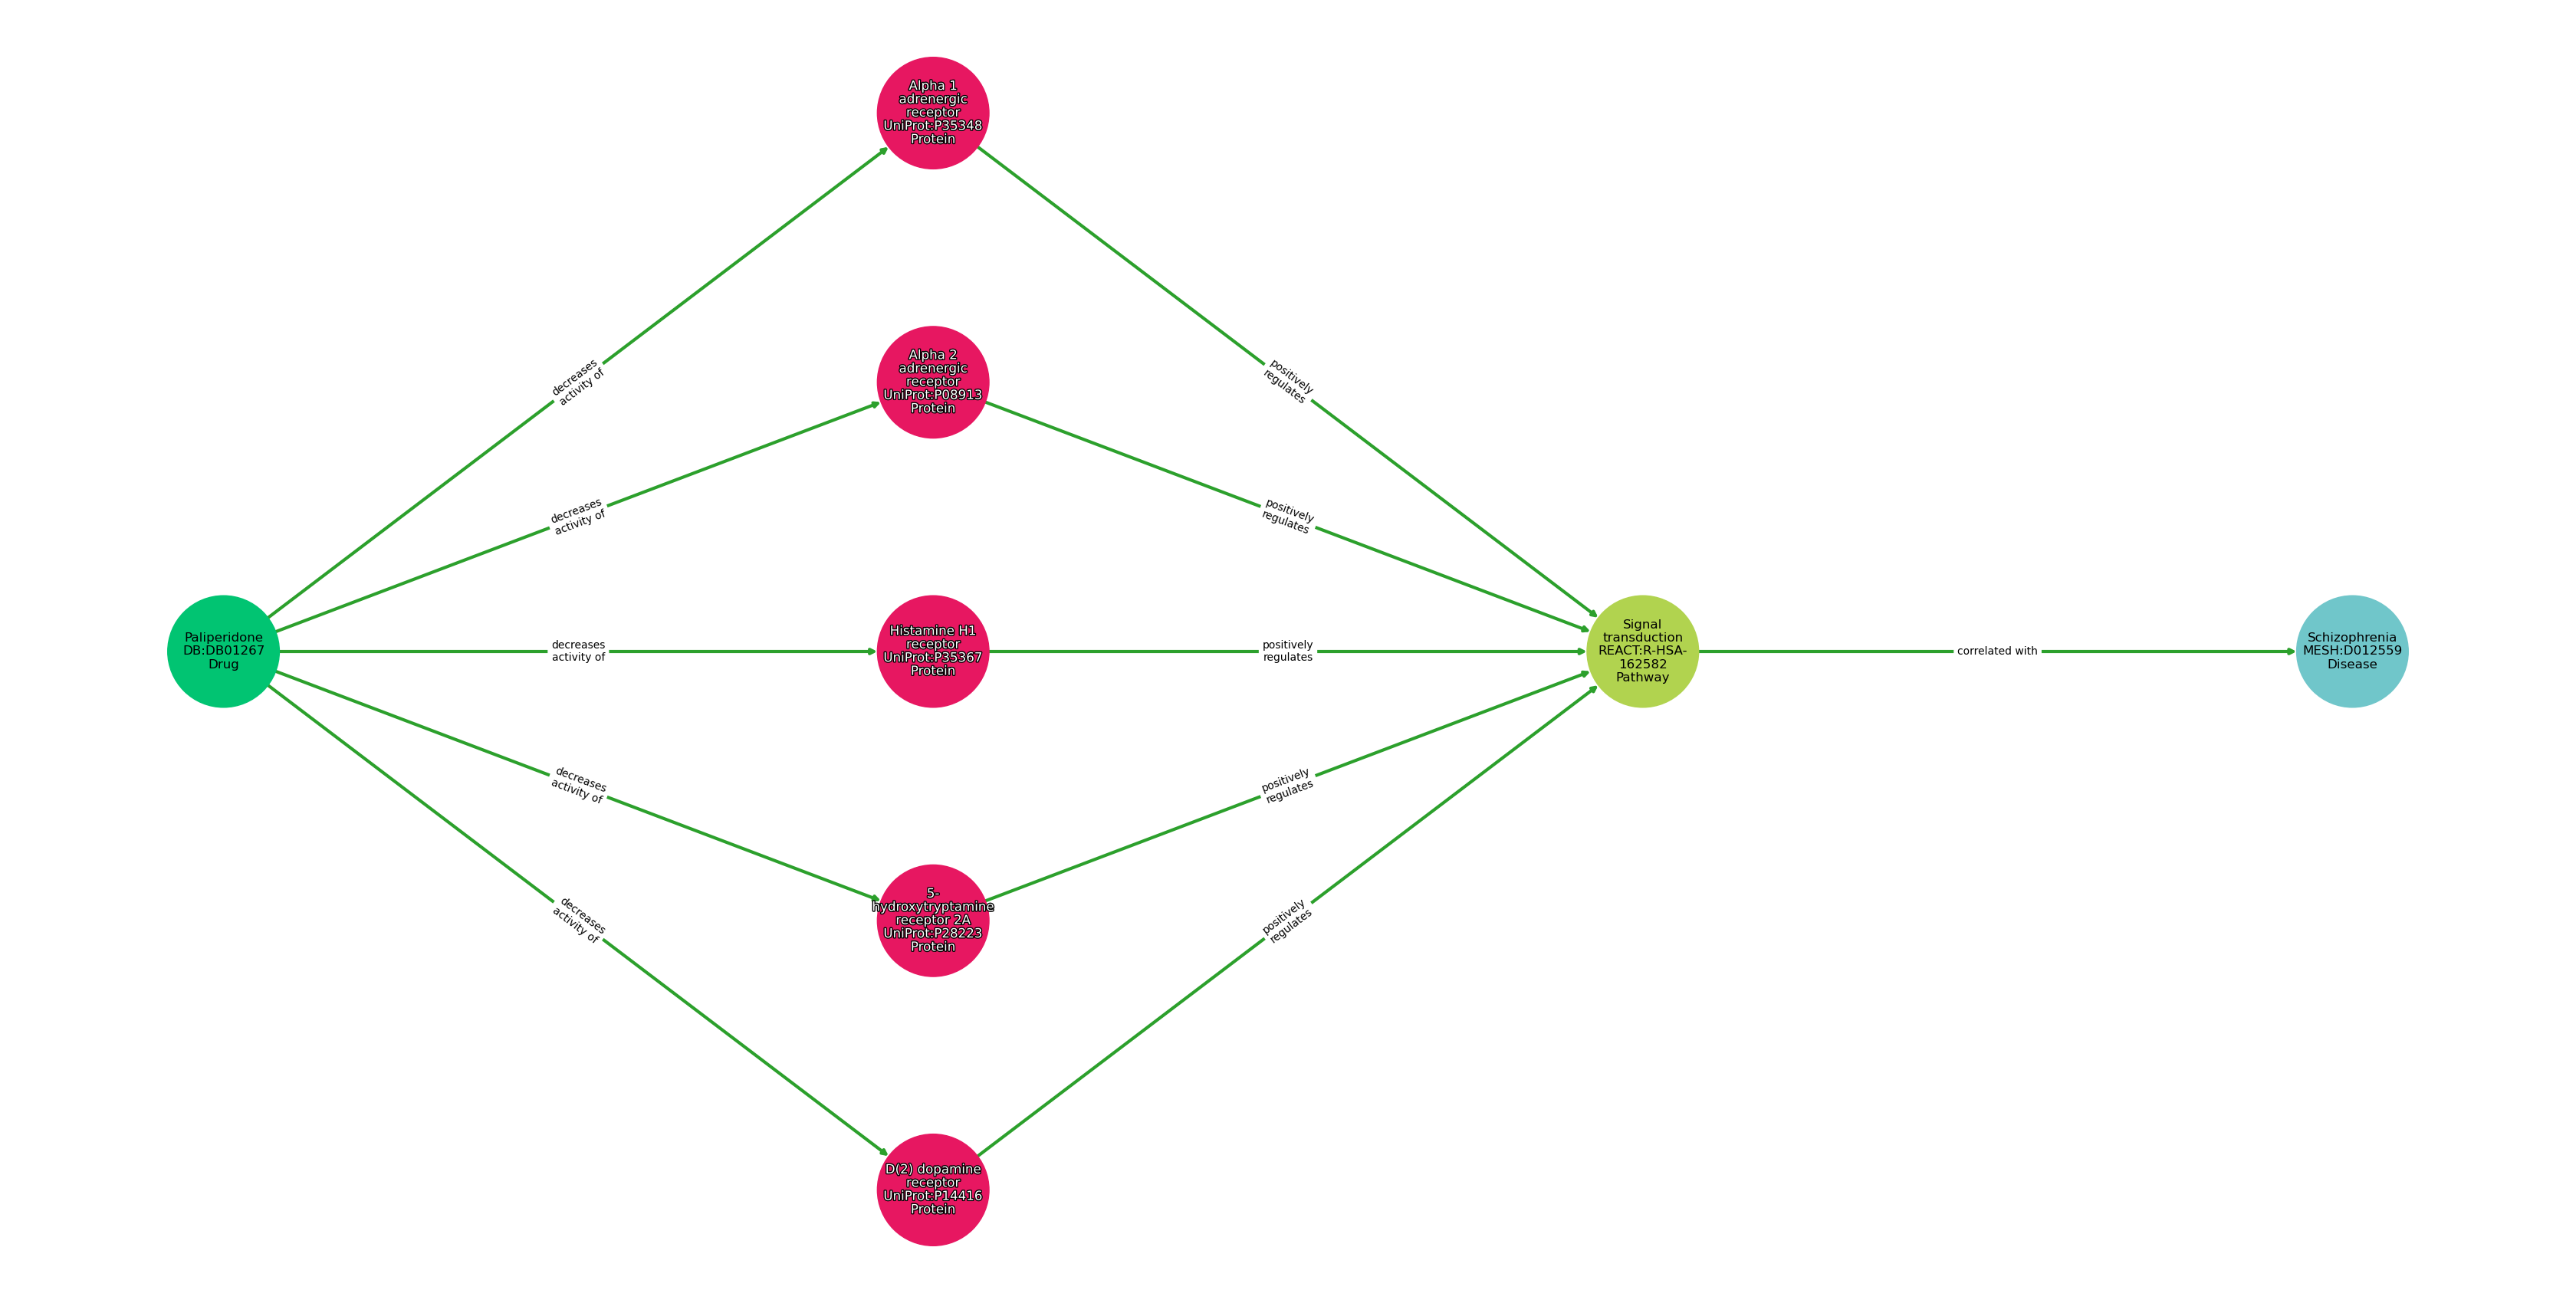 Alpha 1
adrenergic
receptor
UniProt:P35348
Protein
Alpha 2
adrenergic
receptor
UniProt:P08913
Protein
decreases
activity of
positively
regulates
decreases
activity of
positively
regulates
Paliperidone
DB:DB01267
Drug
decreases
activity of
Histamine H1
receptor
UniProt:P35367
Protein
positively
regulates
Signal
transduction
REACT:R-HSA-
162582
Pathway
correlated with
Schizophrenia
MESH:D012559
Disease
decreases
activity of
positively
regulates
5-
hydroxytryptamine
receptor 2A
UniProt:P28223
Protein
decreases
activity of
positively
regulates
D(2) dopamine
receptor
UniProt:P14416
Protein